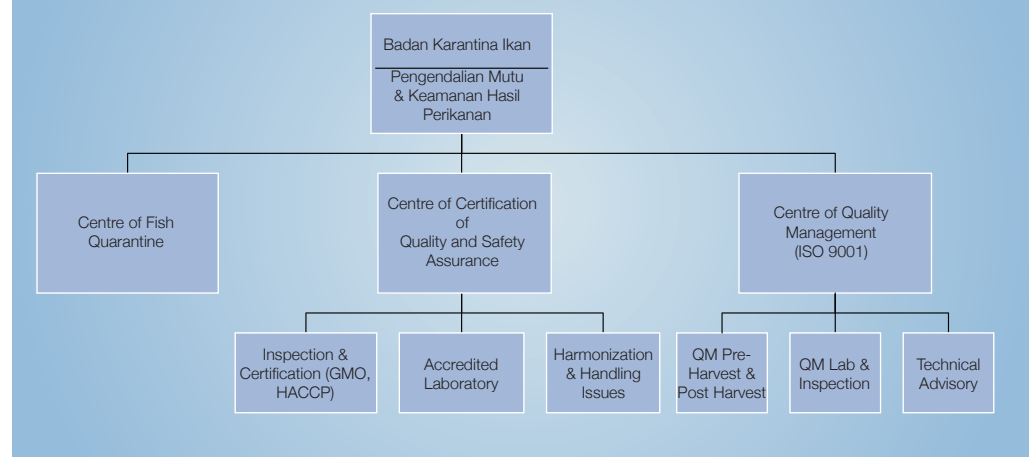 Badan Karantina Ikan
Pengendalian Mutu
& Keamanan Hasil
Perikanan
Centre of Fish
Quarantine
Centre of Certification
of
Quality and Safety
Assurance
Centre of Quality
Management
(ISO 9001)
Inspection &
Certification (GMO,
HACCP)
Accredited
Laboratory
Harmonization
& Handling
Issues
QM Pre-
Harvest &
Post Harvest
QM Lab &
Inspection
Technical
Advisory